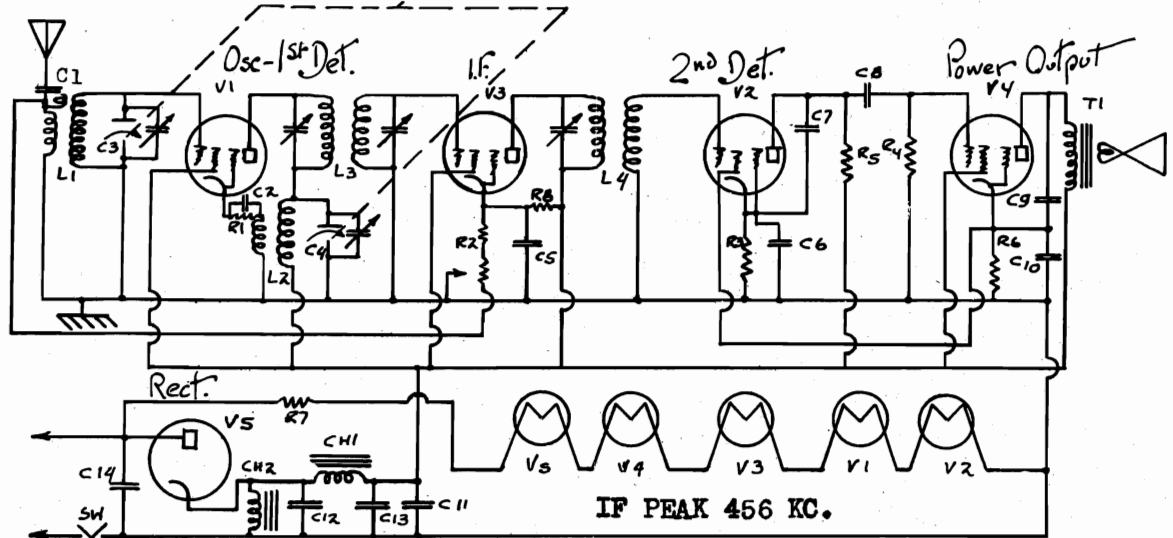 Osc-1st Det.
I.F.
2nd Det.
Power Output
C1
V1
V3
V2
C8
V4
T1
C3
C7
L1
L3
R5
R4
L4
C2
R8
C9
R1
C4
R2
C5
R3
C6
R6
C10
L2
Rect.
R7
V5
CH1
V5
V4
V3
V1
V2
C14
CH2
SW
C12
C13
C11
IF PEAK 456 KC.